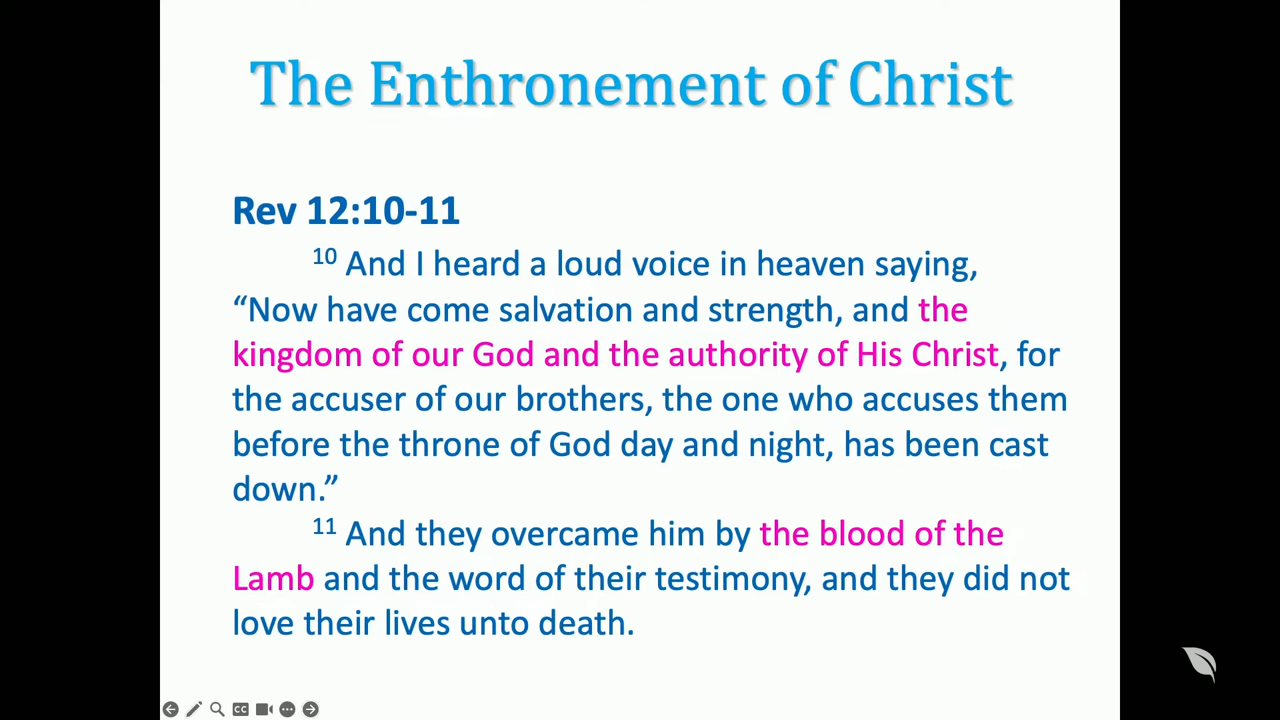 The Enthronement of Christ
Rev 12:10-11
10 And I heard a loud voice in heaven saying,
“Now have come salvation and strength, and the
kingdom of our God and the authority of His Christ, for
the accuser of our brothers, the one who accuses them
before the throne of God day and night, has been cast
down.”
11 And they overcame him by the blood of the
Lamb and the word of their testimony, and they did not
love their lives unto death.
CC